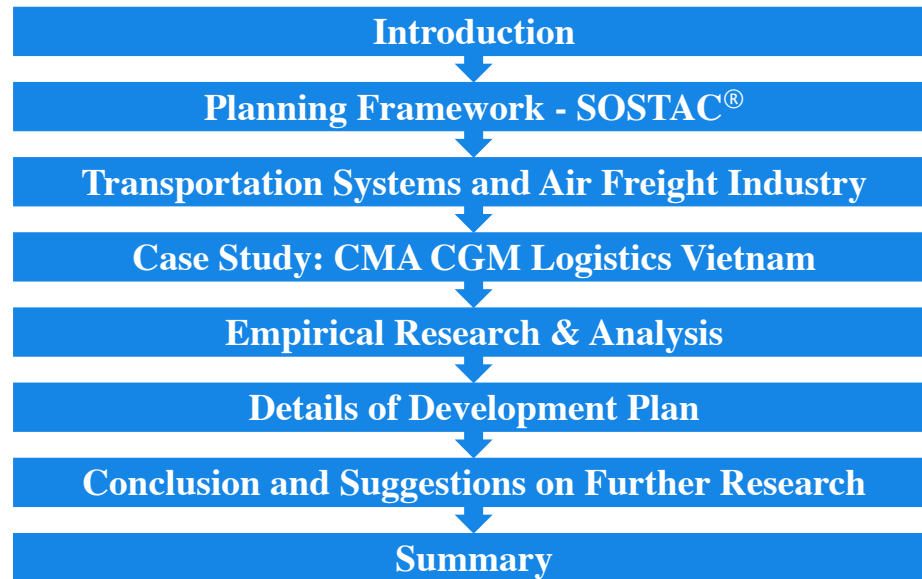 Introduction
Planning Framework - SOSTAC®
Transportation Systems and Air Freight Industry
Case Study: CMA CGM Logistics Vietnam
Empirical Research & Analysis
Details of Development Plan
Conclusion and Suggestions on Further Research
Summary